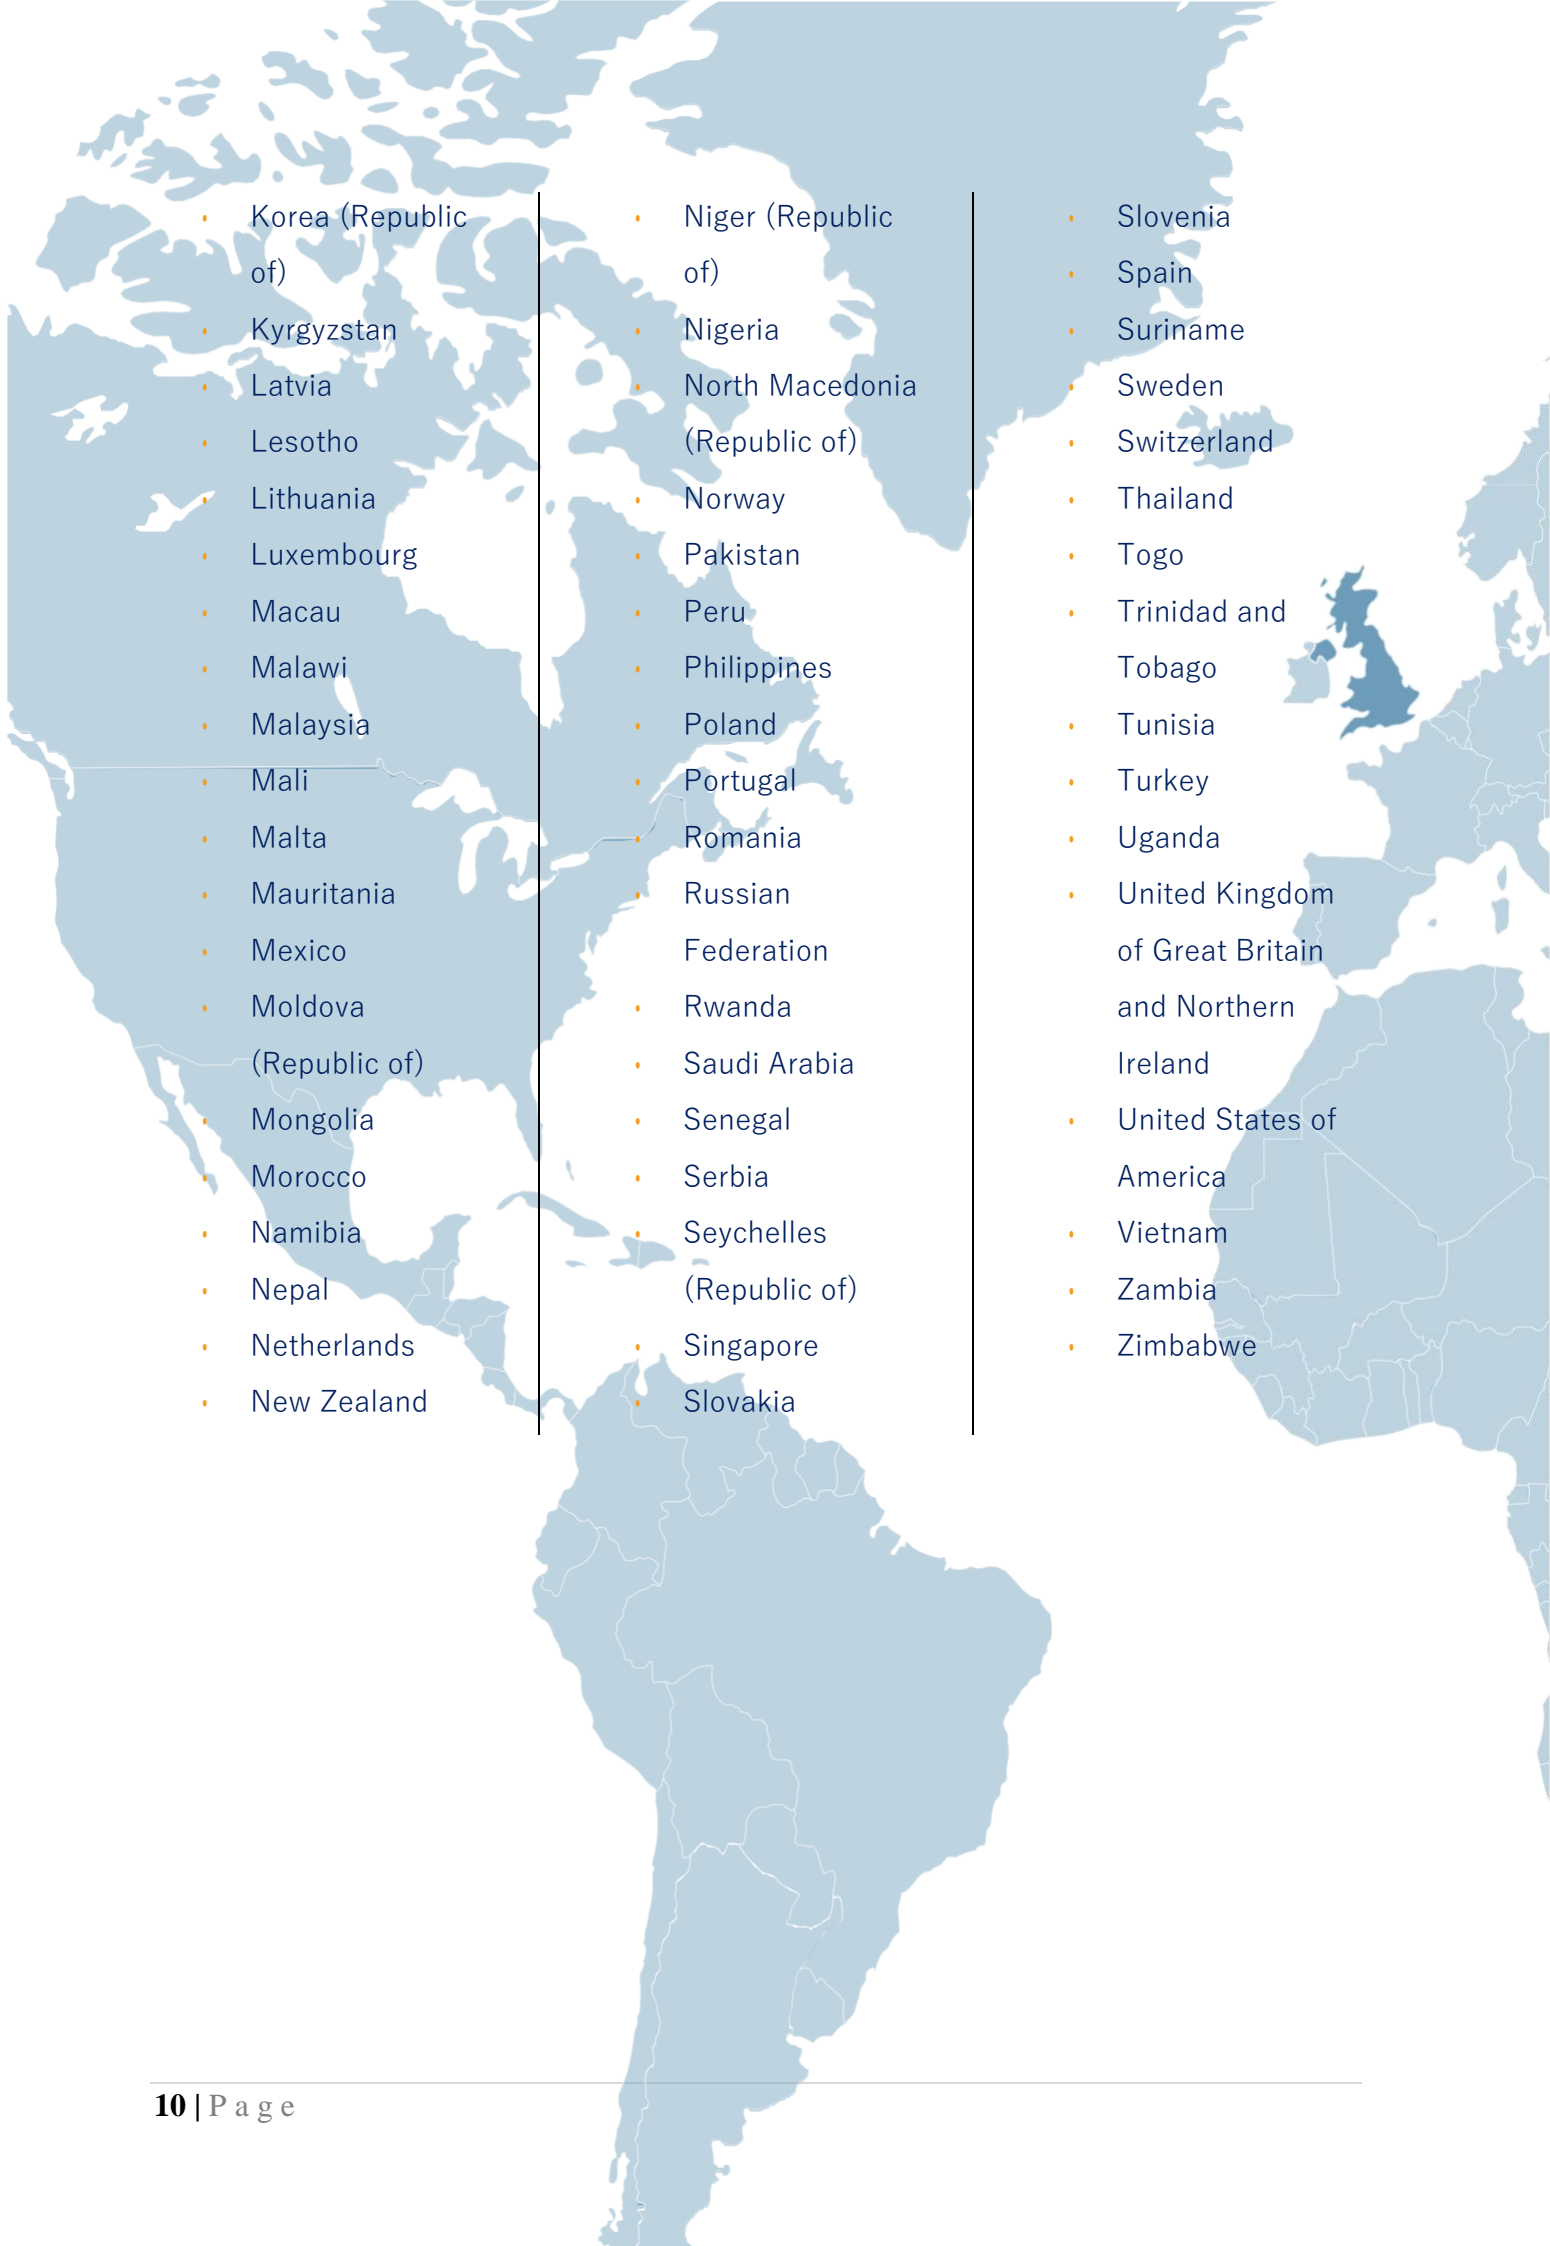 • Korea (Republic
of)
• Kyrgyzstan
• Latvia
• Lesotho
• Lithuania
• Luxembourg
• Macau
• Malawi
• Malaysia
• Mali
• Malta
• Mauritania
• Mexico
• Moldova
(Republic of)
• Mongolia
• Morocco
• Namibia
• Nepal
• Netherlands
• New Zealand
• Niger (Republic
of)
• Nigeria
• North Macedonia
(Republic of)
• Norway
• Pakistan
• Peru
• Philippines
• Poland
• Portugal
• Romania
• Russian
Federation
• Rwanda
• Saudi Arabia
• Senegal
• Serbia
• Seychelles
(Republic of)
• Singapore
• Slovakia
• Slovenia
• Spain
• Suriname
• Sweden
• Switzerland
• Thailand
• Togo
• Trinidad and
Tobago
• Tunisia
• Turkey
• Uganda
• United Kingdom
of Great Britain
and Northern
Ireland
• United States of
America
• Vietnam
• Zambia
• Zimbabwe
10 | Page